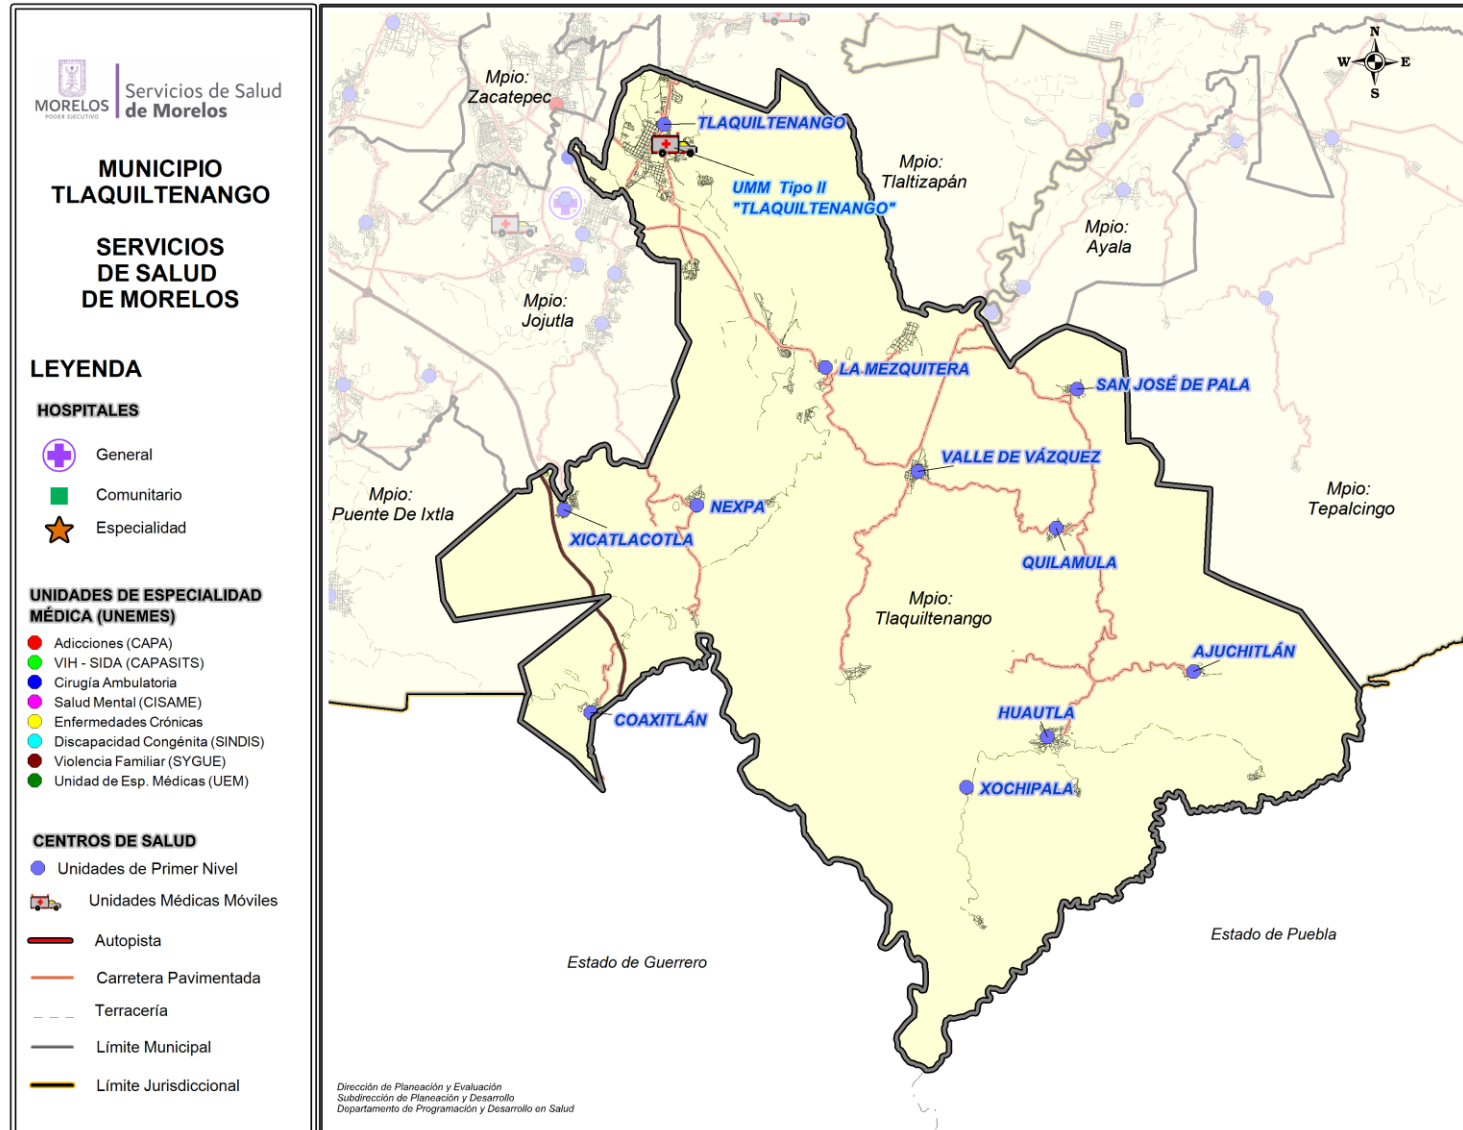 MORELOS
PODER EJECUTIVO
Servicios de Salud
de Morelos
MUNICIPIO
TLAQUILTENANGO
SERVICIOS
DE SALUD
DE MORELOS
LEYENDA
HOSPITALES
General
Comunitario
Especialidad
UNIDADES DE ESPECIALIDAD
MÉDICA (UNEMES)
Adicciones (CAPA)
VIH - SIDA (CAPASITS)
Cirugía Ambulatoria
Salud Mental (CISAME)
Enfermedades Crónicas
Discapacidad Congénita (SINDIS)
Violencia Familiar (SYGUE)
Unidad de Esp. Médicas (UEM)
CENTROS DE SALUD
Unidades de Primer Nivel
Unidades Médicas Móviles
Autopista
Carretera Pavimentada
Terracería
Límite Municipal
Límite Jurisdiccional
N
W E
S
Mpio:
Zacatepec
TLAQUILTENANGO
UMM Tipo II
"TLAQUILTENANGO"
Mpio:
Tlaltizapán
Mpio:
Ayala
Mpio:
Jojutla
LA MEZQUITERA
SAN JOSÉ DE PALA
VALLE DE VÁZQUEZ
Mpio:
Puente De Ixtla
NEXPA
Mpio:
Tepalcingo
XICATLACOTLA
QUILAMULA
Mpio:
Tlaquiltenango
AJUCHITLÁN
COAXITLÁN
HUAUTLA
XOCHIPALA
Estado de Guerrero
Estado de Puebla
Dirección de Planeación y Evaluación
Subdirección de Planeación y Desarrollo
Departamento de Programación y Desarrollo en Salud